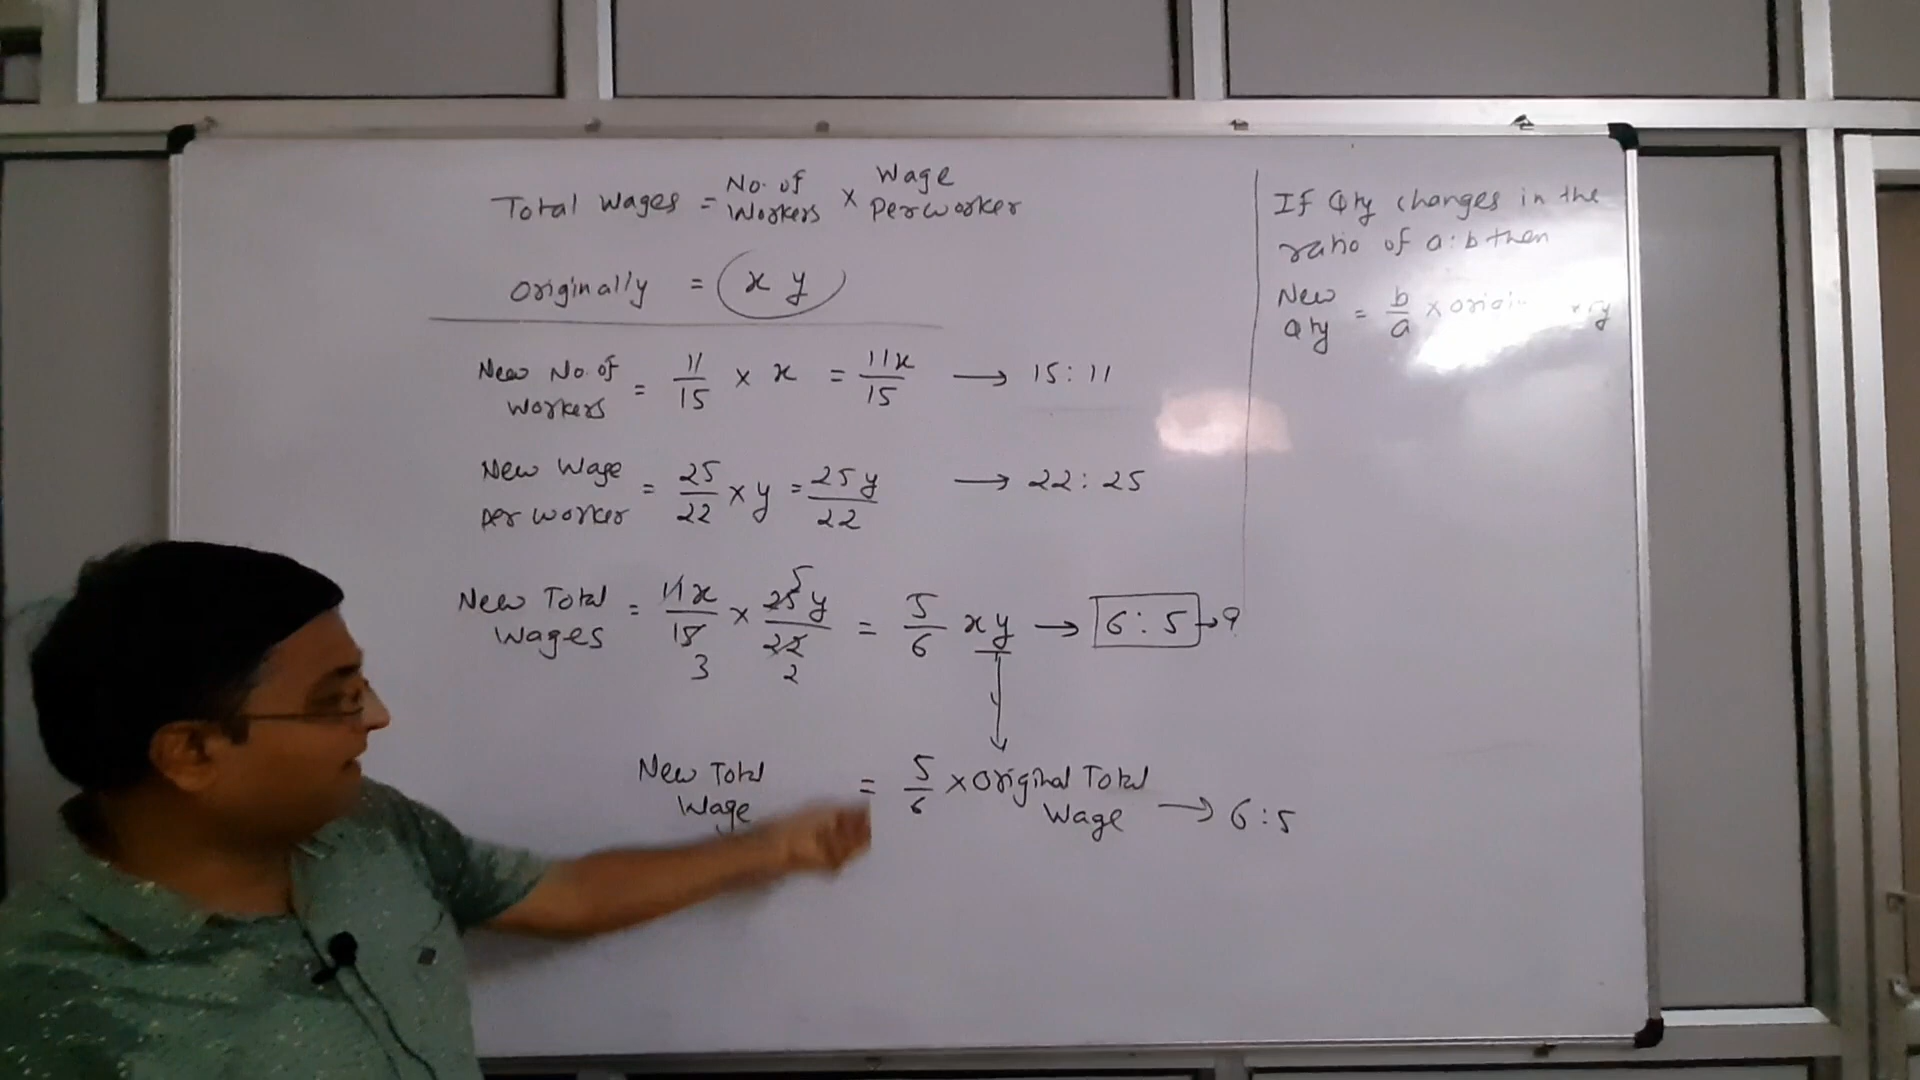 Total Wages = No. of Workers × Wage Per worker
Originally = x y
New No. of Workers = 11/15 × x = 11x/15 → 15 : 11
New Wage per worker = 25/22 × y = 25y/22 → 22 : 25
New Total Wages = 11x/15 × 25y/22 = 5/6 xy → 6 : 5
3 2 5
New Total Wage = 5/6 × Original Total Wage → 6 : 5
If Qty changes in the
ratio of a : b then
New Qty = b/a ×